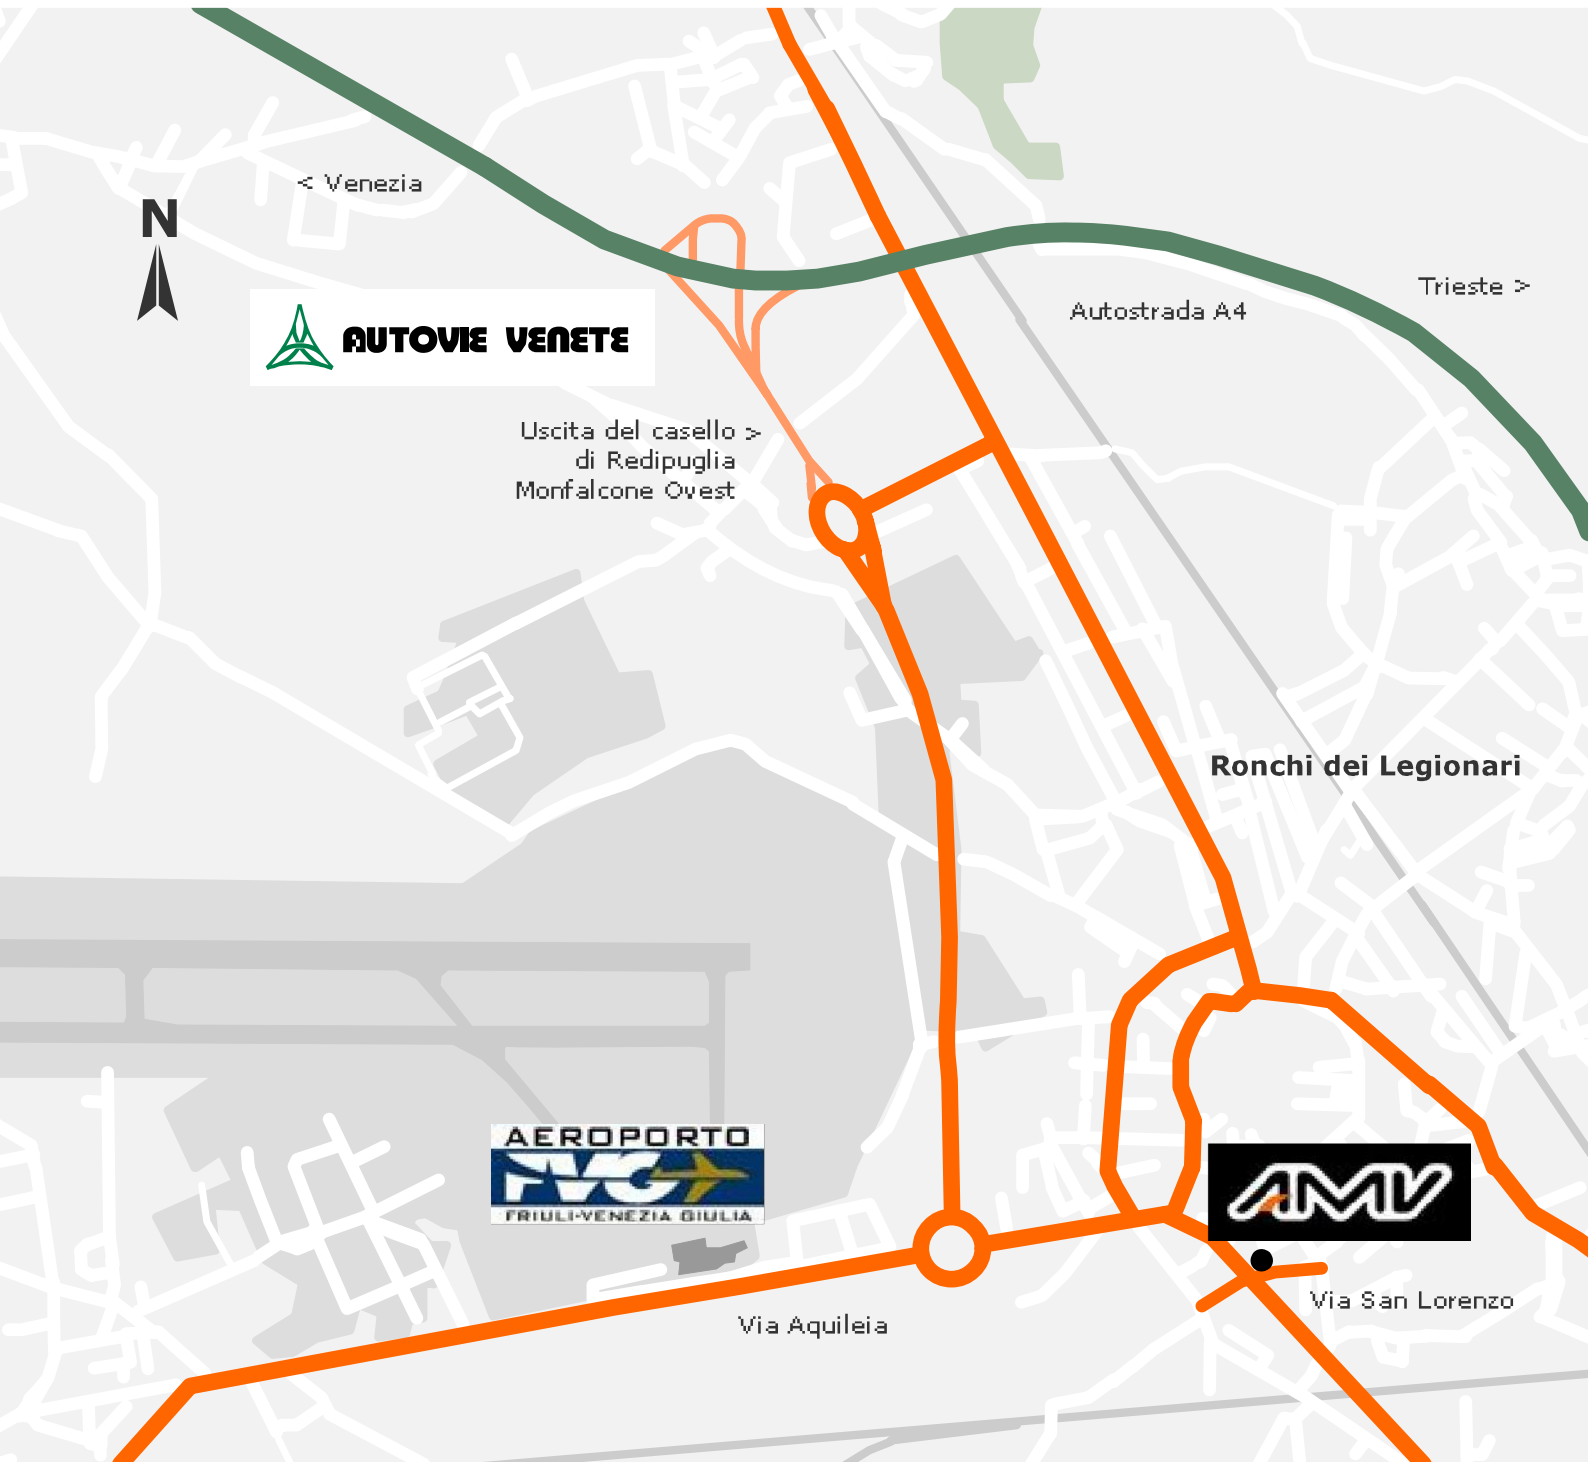 < Venezia
N
Trieste >
Autostrada A4
AUTOVIE VENETE
Uscita del casello >
di Redipuglia
Monfalcone Ovest
Ronchi dei Legionari
AEROPORTO
FVG
FRIULI-VENEZIA GIULIA
AMV
Via San Lorenzo
Via Aquileia